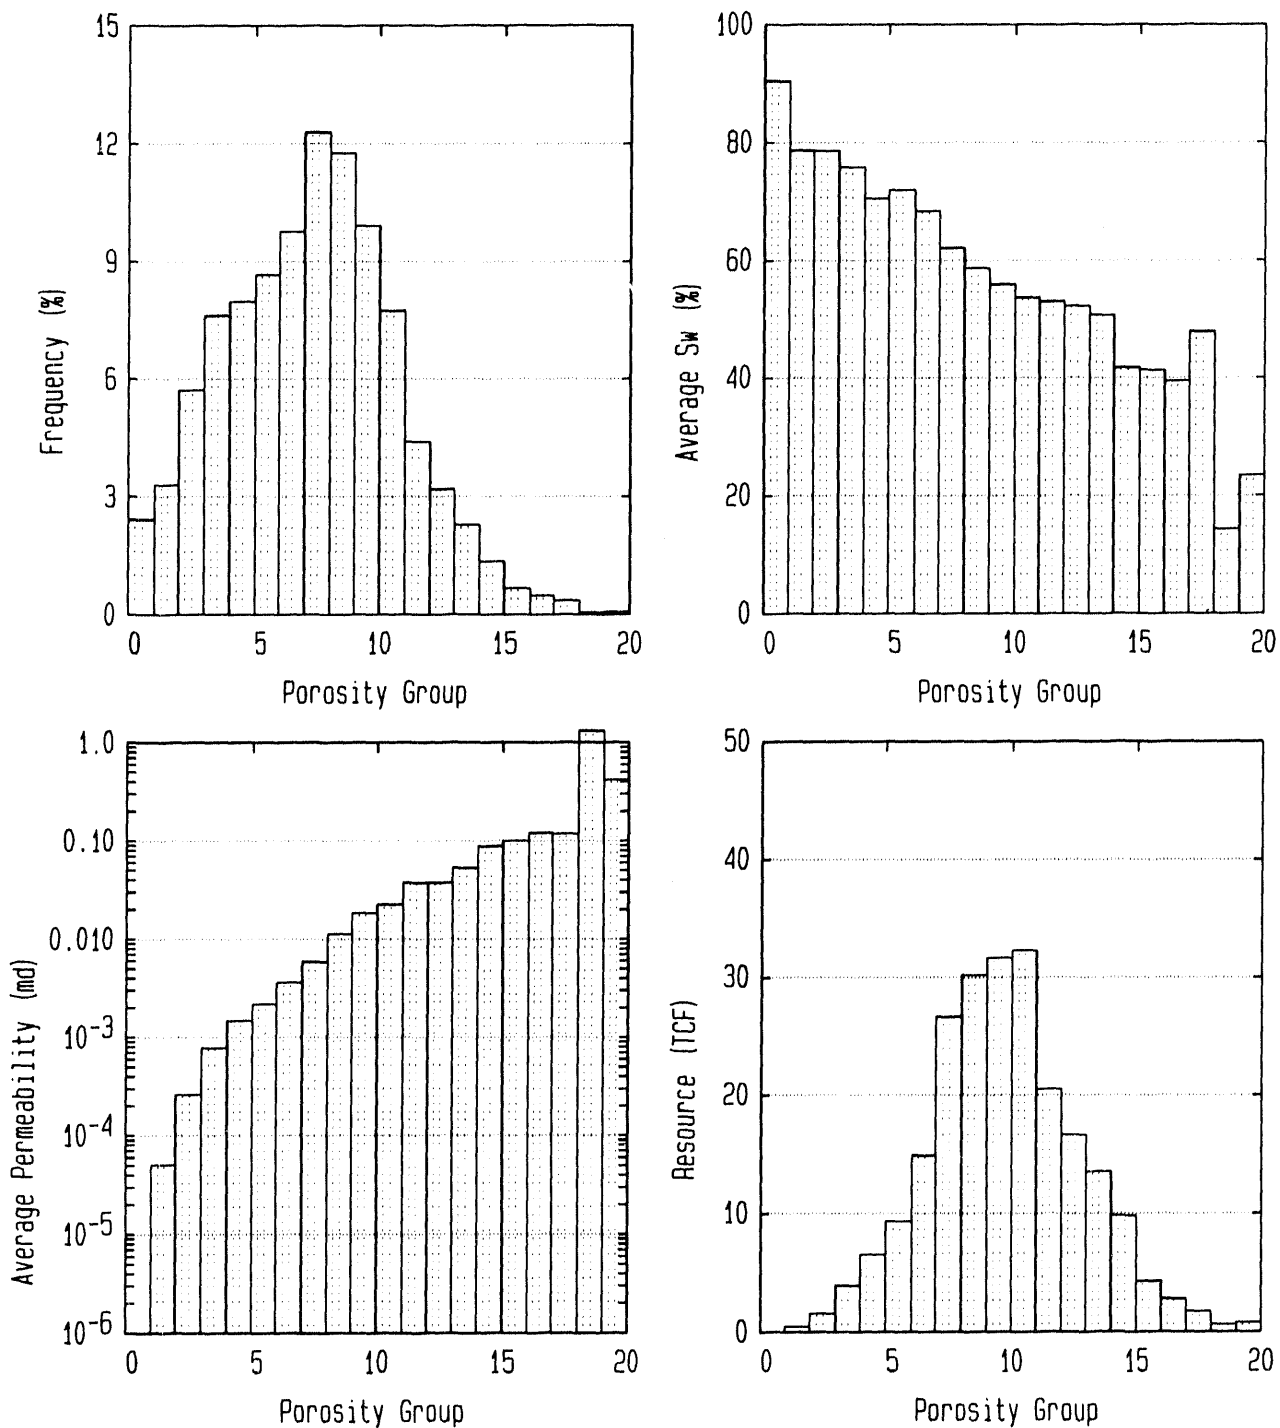 15
12
9
6
3
0
Frequency (%)
0 5 10 15 20
Porosity Group
100
80
60
40
20
0
Average Sw (%)
0 5 10 15 20
Porosity Group
1.0
0.10
0.010
10⁻³
10⁻⁴
10⁻⁵
10⁻⁶
Average Permeability (md)
0 5 10 15 20
Porosity Group
50
40
30
20
10
0
Resource (TCF)
0 5 10 15 20
Porosity Group